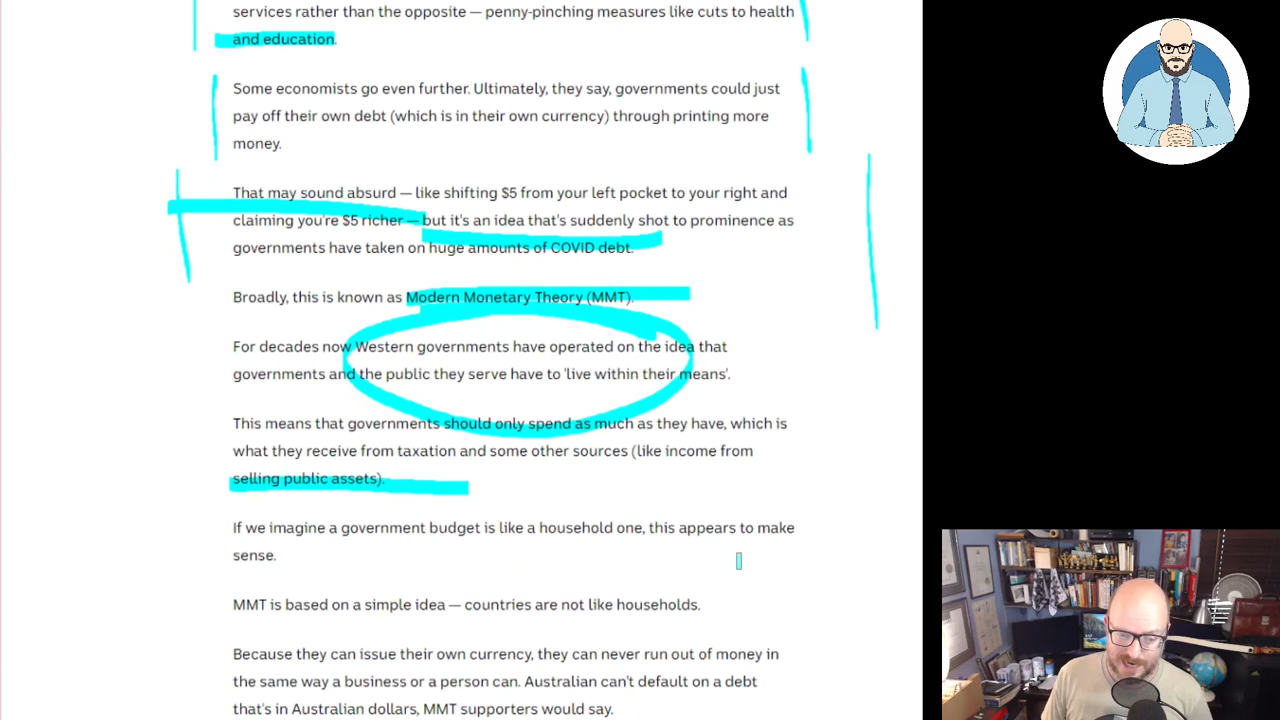 services rather than the opposite — penny-pinching measures like cuts to health
and education.
Some economists go even further. Ultimately, they say, governments could just
pay off their own debt (which is in their own currency) through printing more
money.
That may sound absurd — like shifting $5 from your left pocket to your right and
claiming you're $5 richer — but it's an idea that's suddenly shot to prominence as
governments have taken on huge amounts of COVID debt.
Broadly, this is known as Modern Monetary Theory (MMT).
For decades now Western governments have operated on the idea that
governments and the public they serve have to 'live within their means'.
This means that governments should only spend as much as they have, which is
what they receive from taxation and some other sources (like income from
selling public assets).
If we imagine a government budget is like a household one, this appears to make
sense.
MMT is based on a simple idea — countries are not like households.
Because they can issue their own currency, they can never run out of money in
the same way a business or a person can. Australian can't default on a debt
that's in Australian dollars, MMT supporters would say.